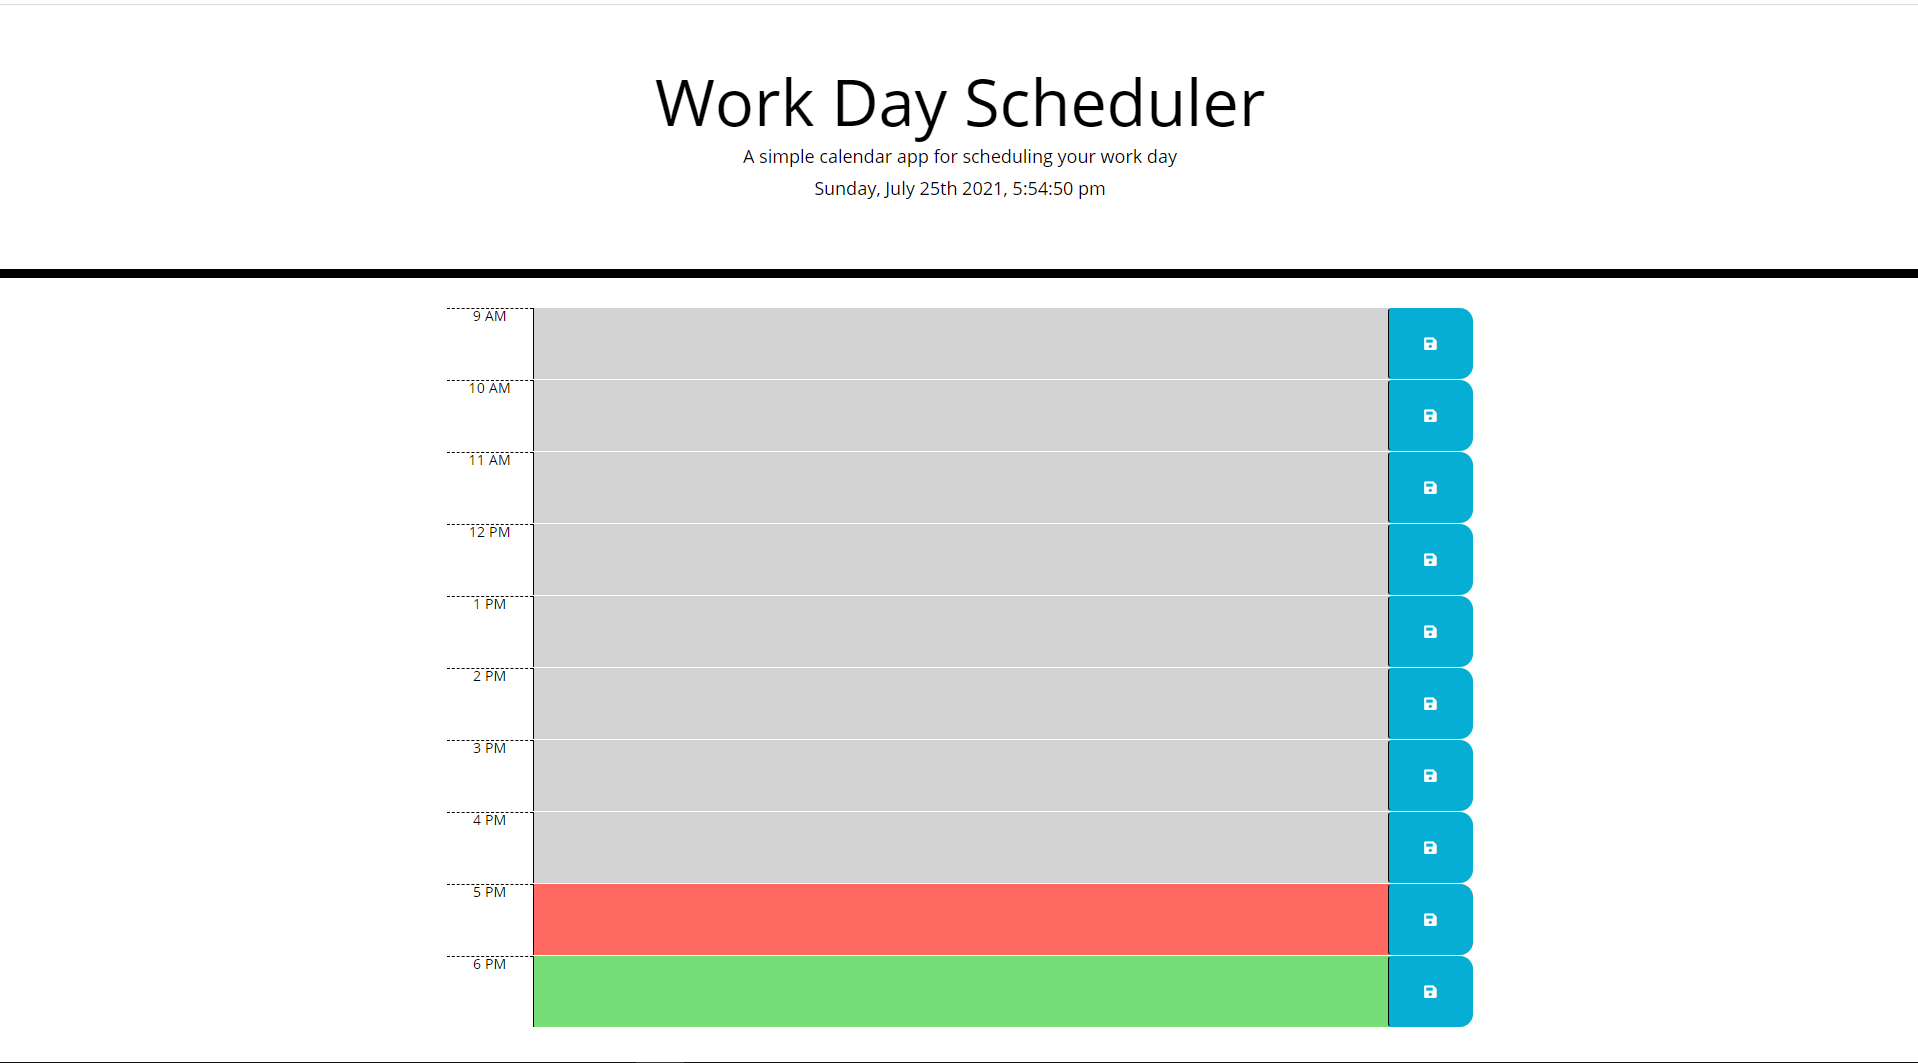 Work Day Scheduler
A simple calendar app for scheduling your work day
Sunday, July 25th 2021, 5:54:50 pm
9 AM
10 AM
11 AM
12 PM
1 PM
2 PM
3 PM
4 PM
5 PM
6 PM